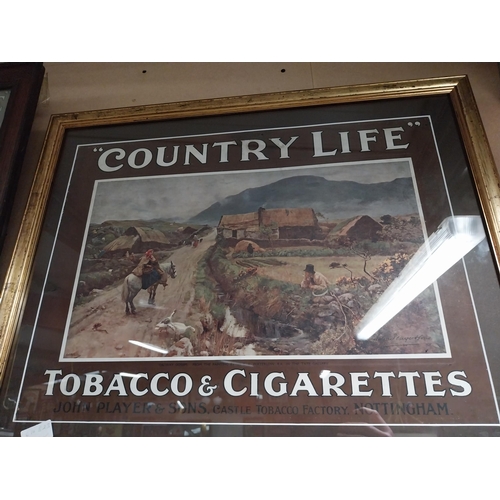 "COUNTRY LIFE"
TOBACCO & CIGARETTES
JOHN PLAYER & SONS, CASTLE TOBACCO FACTORY, NOTTINGHAM